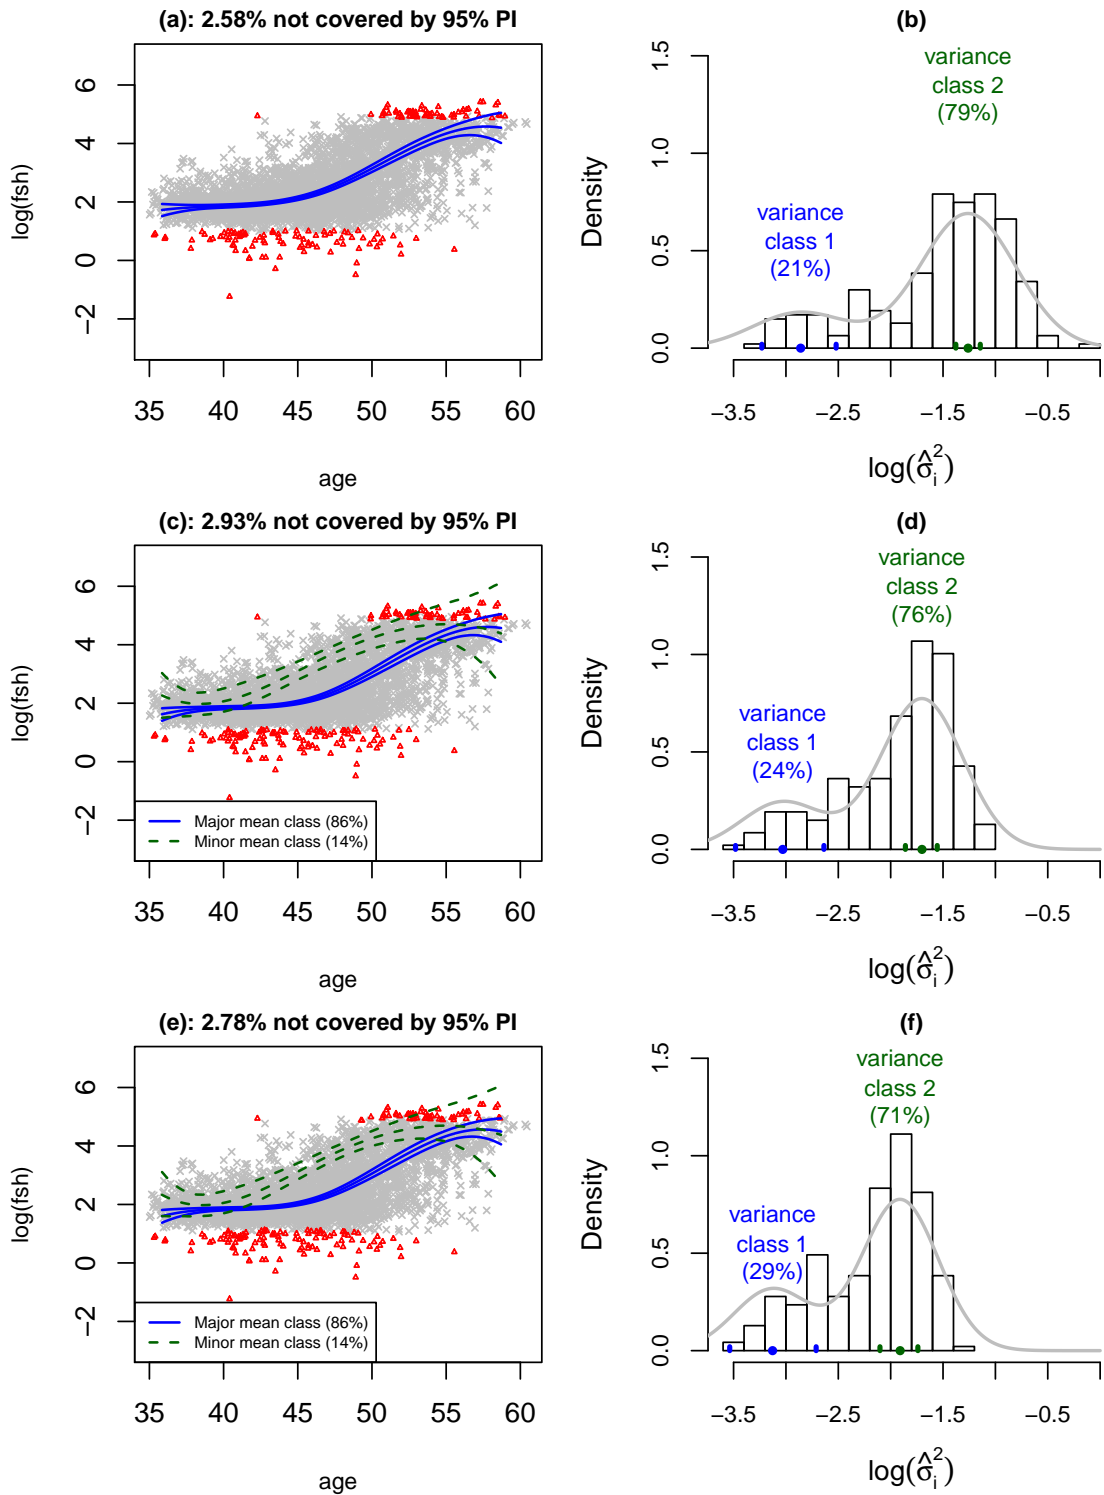 (a): 2.58% not covered by 95% PI
log(fsh)
6
4
2
0
−2
35 40 45 50 55 60
age
(b)
Density
1.5
1.0
0.5
0.0
variance
class 2
(79%)
variance
class 1
(21%)
−3.5 −2.5 −1.5 −0.5
log(σ̂ᵢ²)
(c): 2.93% not covered by 95% PI
log(fsh)
6
4
2
0
−2
Major mean class (86%)
Minor mean class (14%)
35 40 45 50 55 60
age
(d)
Density
1.5
1.0
0.5
0.0
variance
class 2
(76%)
variance
class 1
(24%)
−3.5 −2.5 −1.5 −0.5
log(σ̂ᵢ²)
(e): 2.78% not covered by 95% PI
log(fsh)
6
4
2
0
−2
Major mean class (86%)
Minor mean class (14%)
35 40 45 50 55 60
age
(f)
Density
1.5
1.0
0.5
0.0
variance
class 2
(71%)
variance
class 1
(29%)
−3.5 −2.5 −1.5 −0.5
log(σ̂ᵢ²)